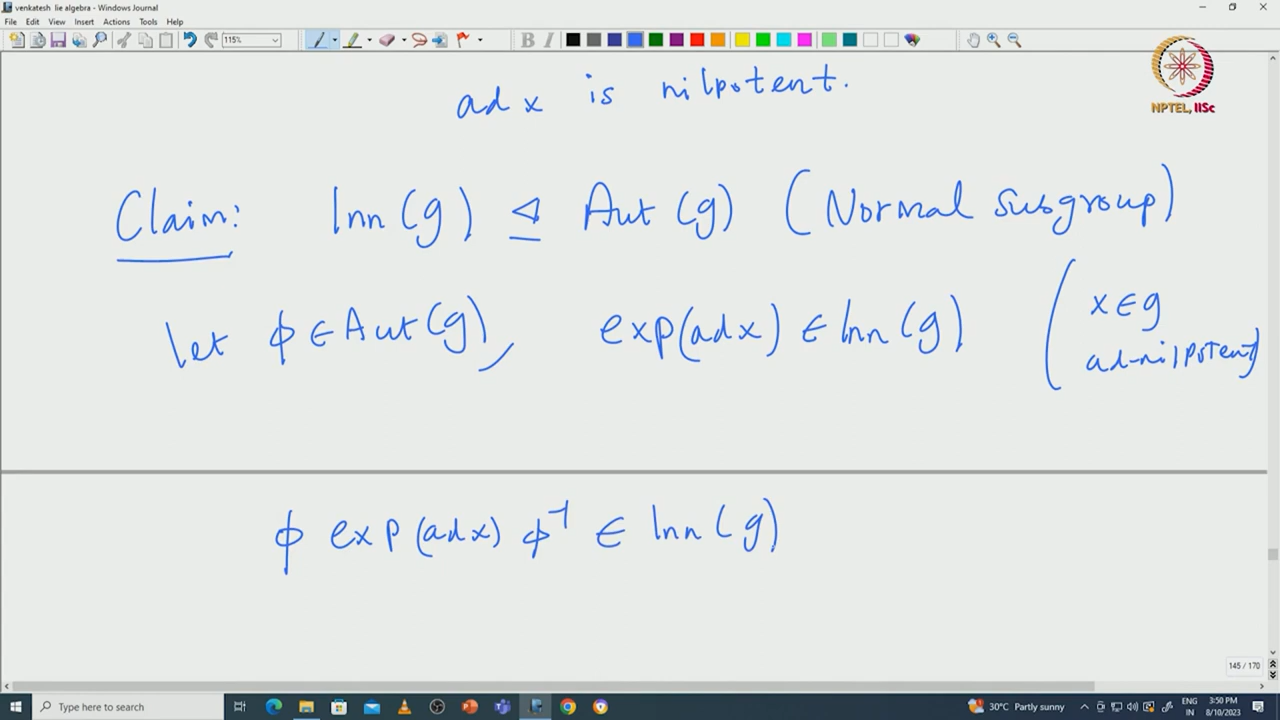 venkatesh lie algebra - Windows Journal
File Edit View Insert Actions Tools Help
115%
B I
NPTEL, IISc
ad x is nilpotent.
Claim: Inn(g) ⊴ Aut(g) (Normal Subgroup)
Let ϕ ∈ Aut(g), exp(adx) ∈ Inn(g) (x ∈ g
ad-nilpotent)
ϕ exp(adx) ϕ⁻¹ ∈ Inn(g)
145 / 170
Type here to search
30°C Partly sunny
ENG
IN
3:50 PM
8/10/2023